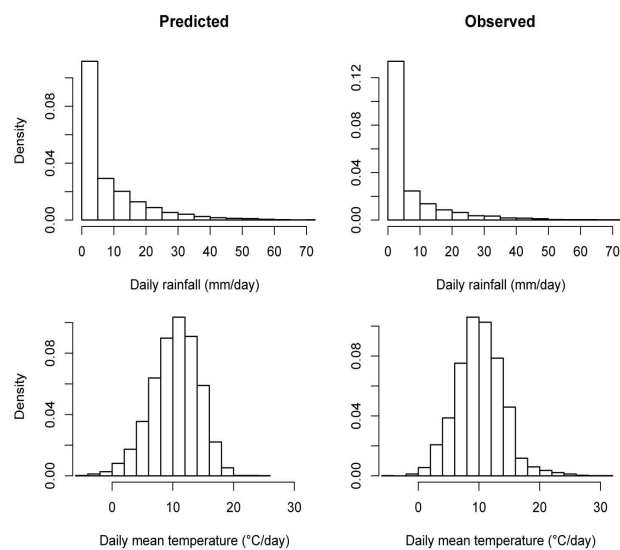 Predicted
Observed
Density
0.00 0.04 0.08
0 10 20 30 40 50 60 70
Daily rainfall (mm/day)
0.00 0.04 0.08 0.12
0 10 20 30 40 50 60 70
Daily rainfall (mm/day)
Density
0.00 0.04 0.08
0 10 20 30
Daily mean temperature (°C/day)
0.00 0.04 0.08
0 10 20 30
Daily mean temperature (°C/day)